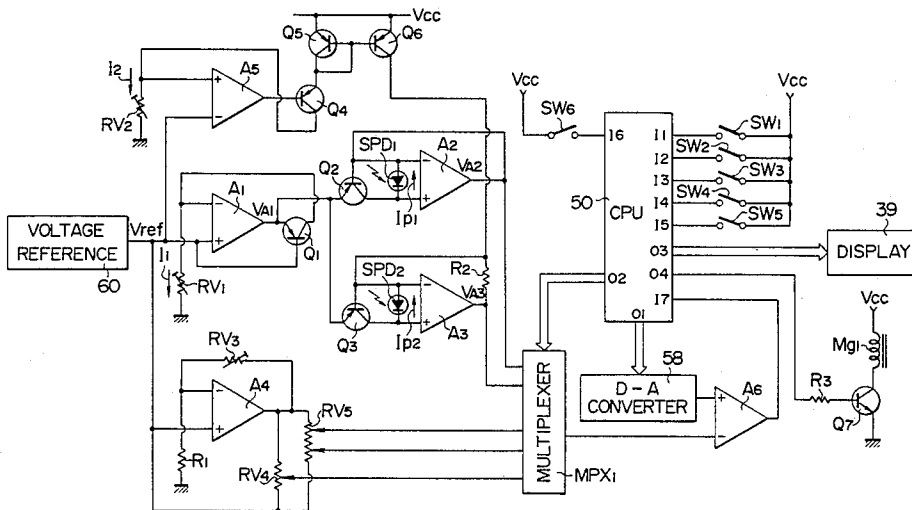 Vcc
Q5
Q6
I2
A5
Q4
RV2
Vcc
Vcc
SW6
I6
I1
SW1
I2
SW2
I3
SW3
I4
SW4
I5
SW5
50
CPU
O3
O4
O2
I7
O1
39
DISPLAY
SPD1
A2
Q2
VA2
Ip1
A1
VA1
Q1
VOLTAGE
REFERENCE
60
Vref
I1
RV1
SPD2
R2
VA3
A3
Q3
Ip2
Vcc
Mg1
58
D-A
CONVERTER
A6
R3
Q7
RV3
A4
RV5
R1
RV4
MULTIPLEXER
MPX1